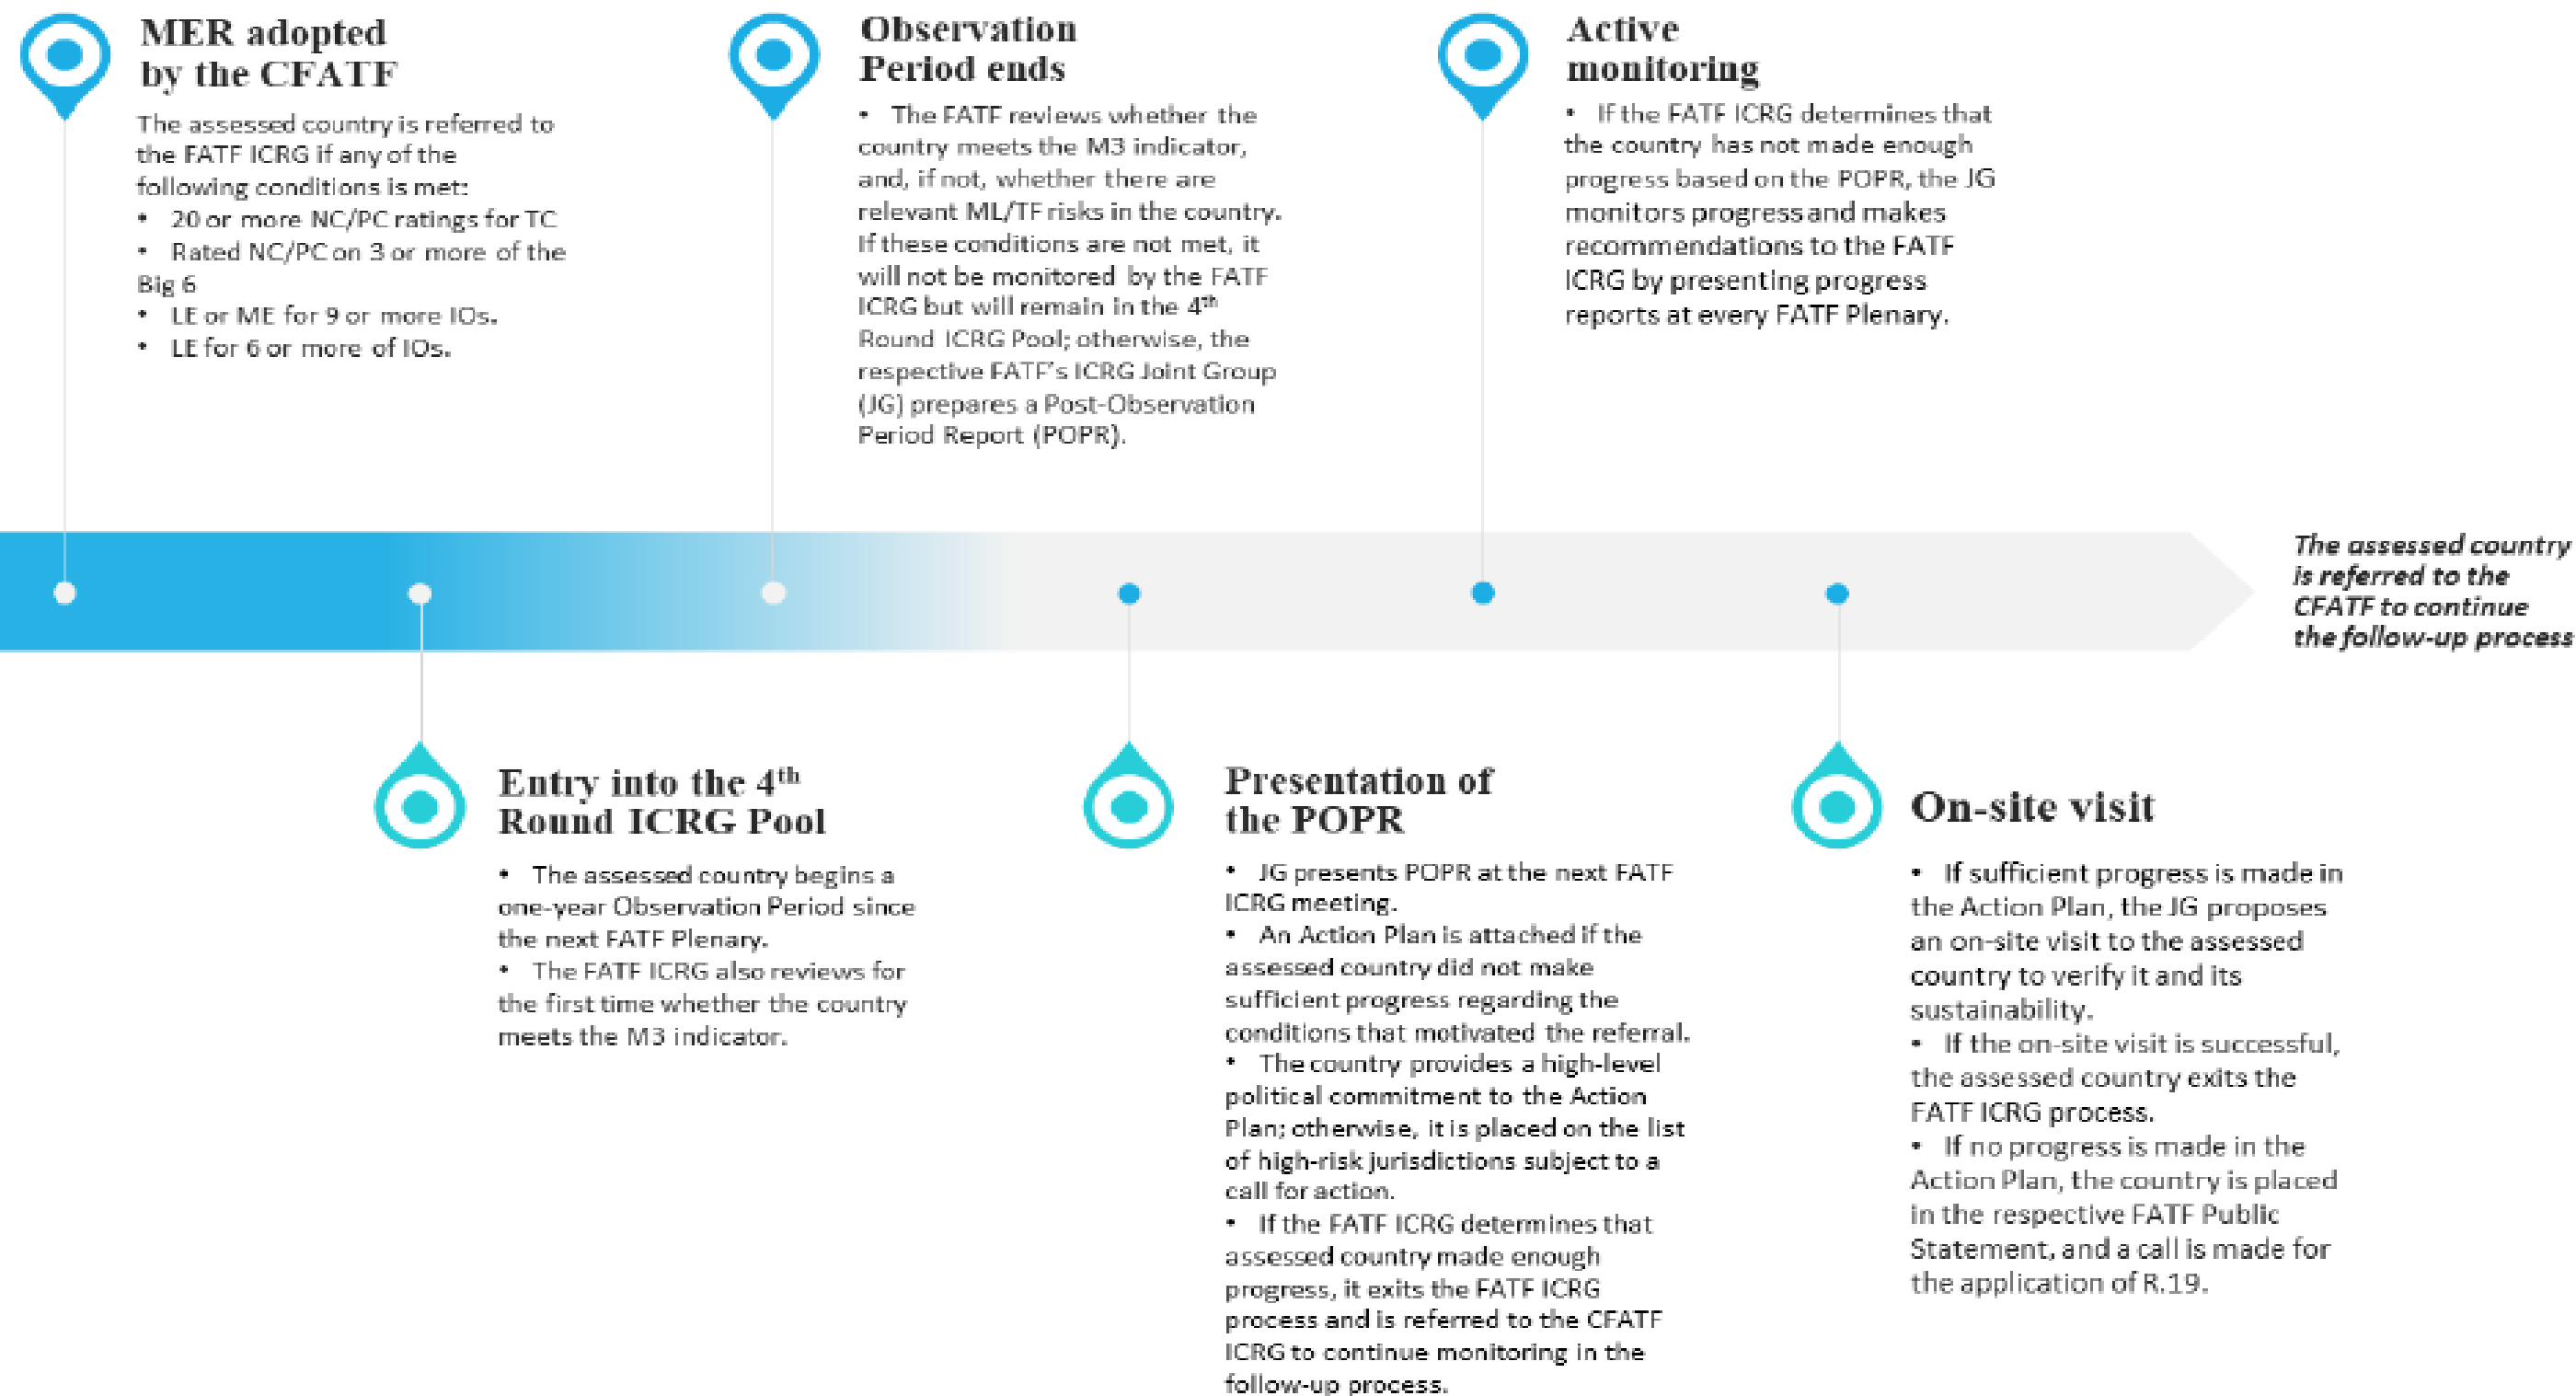 MER adopted
by the CFATF
The assessed country is referred to
the FATF ICRG if any of the
following conditions is met:
• 20 or more NC/PC ratings for TC
• Rated NC/PC on 3 or more of the
Big 6
• LE or ME for 9 or more IOs.
• LE for 6 or more of IOs.
Entry into the 4th
Round ICRG Pool
• The assessed country begins a
one-year Observation Period since
the next FATF Plenary.
• The FATF ICRG also reviews for
the first time whether the country
meets the M3 indicator.
Observation
Period ends
• The FATF reviews whether the
country meets the M3 indicator,
and, if not, whether there are
relevant ML/TF risks in the country.
If these conditions are not met, it
will not be monitored by the FATF
ICRG but will remain in the 4th
Round ICRG Pool; otherwise, the
respective FATF's ICRG Joint Group
(JG) prepares a Post-Observation
Period Report (POPR).
Presentation of
the POPR
• JG presents POPR at the next FATF
ICRG meeting.
• An Action Plan is attached if the
assessed country did not make
sufficient progress regarding the
conditions that motivated the referral.
• The country provides a high-level
political commitment to the Action
Plan; otherwise, it is placed on the list
of high-risk jurisdictions subject to a
call for action.
• If the FATF ICRG determines that
assessed country made enough
progress, it exits the FATF ICRG
process and is referred to the CFATF
ICRG to continue monitoring in the
follow-up process.
Active
monitoring
• If the FATF ICRG determines that
the country has not made enough
progress based on the POPR, the JG
monitors progress and makes
recommendations to the FATF
ICRG by presenting progress
reports at every FATF Plenary.
On-site visit
• If sufficient progress is made in
the Action Plan, the JG proposes
an on-site visit to the assessed
country to verify it and its
sustainability.
• If the on-site visit is successful,
the assessed country exits the
FATF ICRG process.
• If no progress is made in the
Action Plan, the country is placed
in the respective FATF Public
Statement, and a call is made for
the application of R.19.
The assessed country
is referred to the
CFATF to continue
the follow-up process